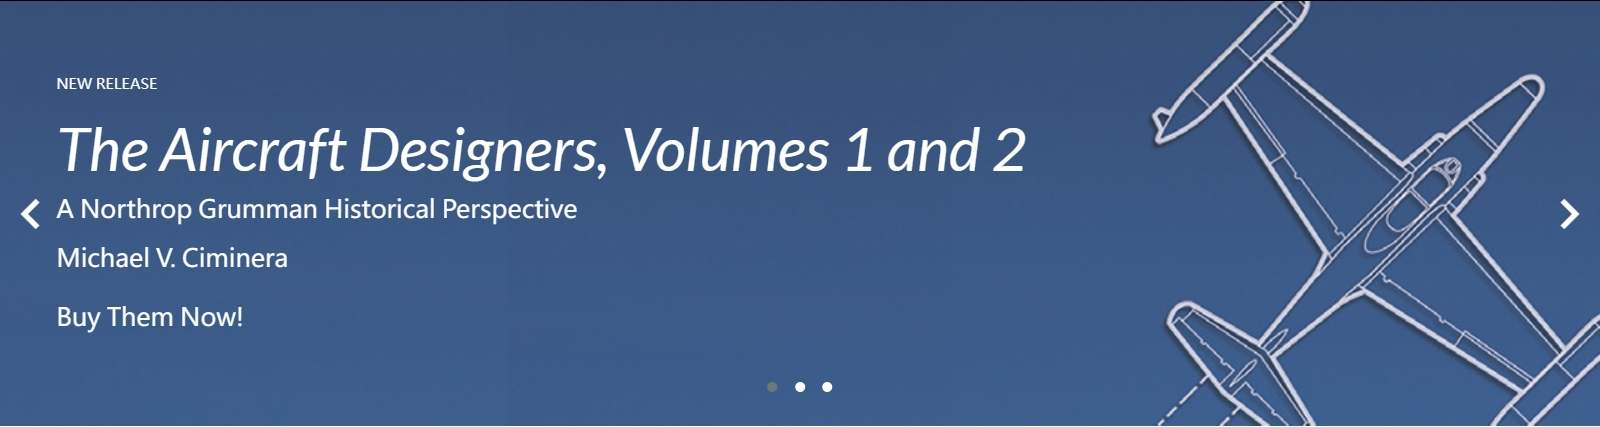 NEW RELEASE
The Aircraft Designers, Volumes 1 and 2
A Northrop Grumman Historical Perspective
Michael V. Ciminera
Buy Them Now!